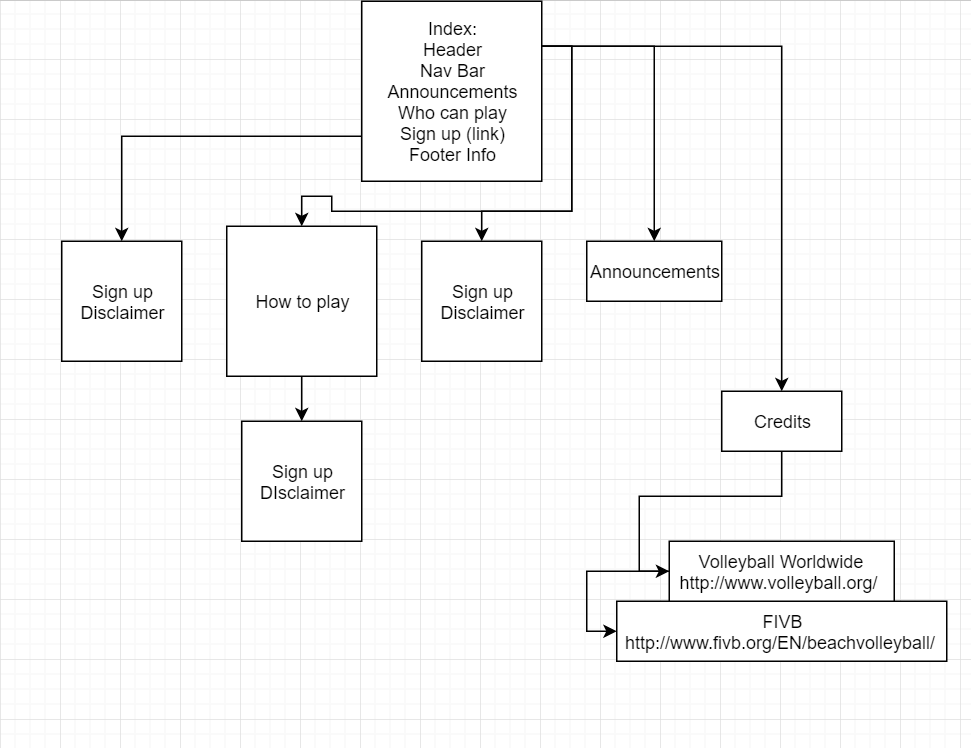 Index:
Header
Nav Bar
Announcements
Who can play
Sign up (link)
Footer Info
Sign up
Disclaimer
How to play
Sign up
Disclaimer
Announcements
Sign up
DIsclaimer
Credits
Volleyball Worldwide
http://www.volleyball.org/
FIVB
http://www.fivb.org/EN/beachvolleyball/